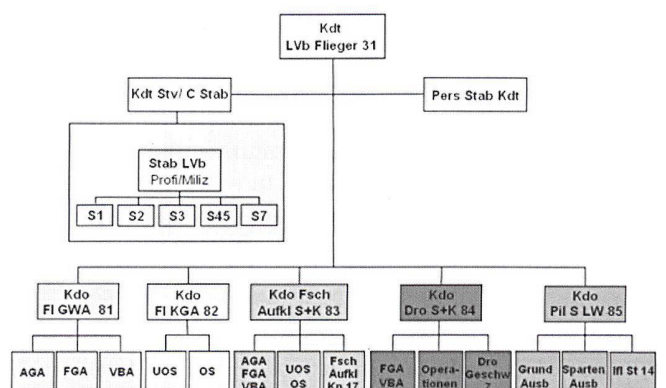 Kdt
LVb Flieger 31
Kdt Stv/ C Stab
Pers Stab Kdt
Stab LVb
Profi/Miliz
S1
S2
S3
S45
S7
Kdo
Fl GWA 81
Kdo
Fl KGA 82
Kdo Fsch
Aufkl S+K 83
Kdo
Dro S+K 84
Kdo
Pil S LW 85
AGA
FGA
VBA
UOS
OS
AGA
FGA
VBA
UOS
OS
Fsch
Aufkl
Kp 17
FGA
VBA
Opera-
tionen
Dro
Geschw
7
Grund
Ausb
Sparten
Ausb
Ifl St 14